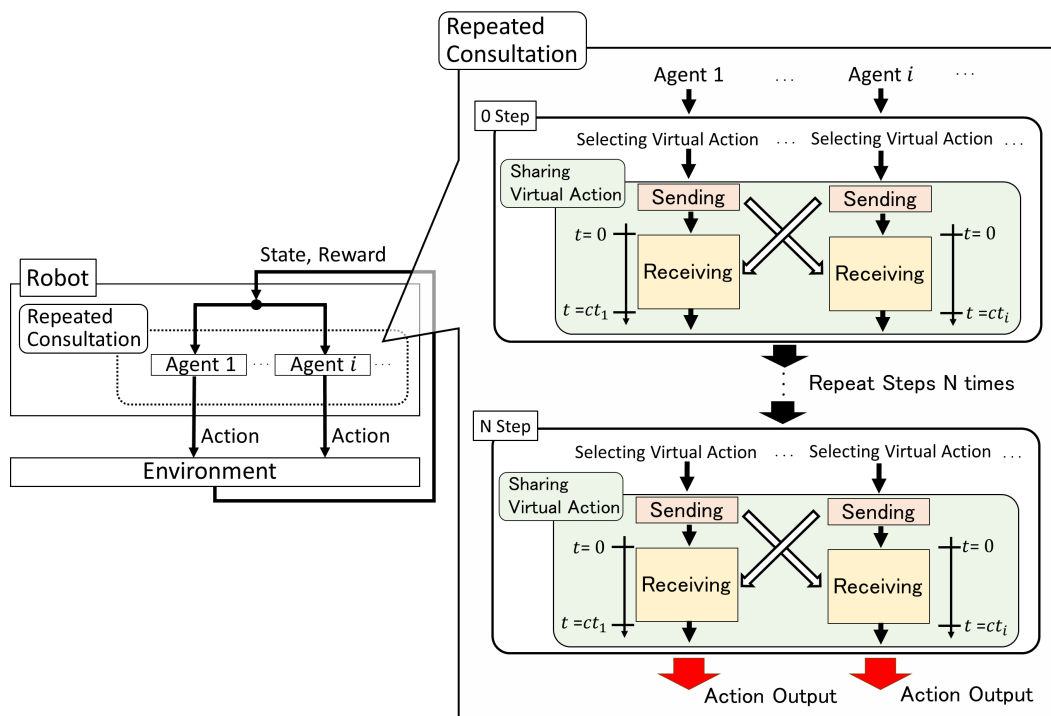 Repeated
Consultation
Agent 1 ... Agent i ...
0 Step
Selecting Virtual Action ... Selecting Virtual Action ...
Sharing
Virtual Action
Sending Sending
t= 0 t= 0
Receiving Receiving
t =ct₁ t =ctᵢ
Repeat Steps N times
N Step
Selecting Virtual Action ... Selecting Virtual Action ...
Sharing
Virtual Action
Sending Sending
t= 0 t= 0
Receiving Receiving
t =ct₁ t =ctᵢ
Action Output Action Output
State, Reward
Robot
Repeated
Consultation
Agent 1 ... Agent i ...
Action Action
Environment